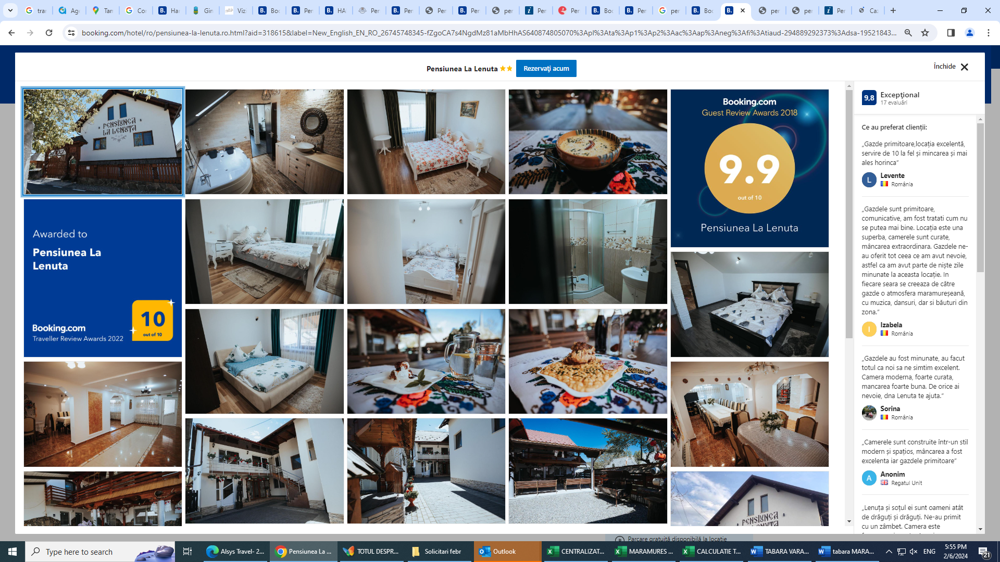 tra
Age
Tan
Co
Ha
Gin
Viz
Boo
Per
HA
Per
Per
Per
Per
per
Per
Per
Boo
Per
per
Boo
per
per
Per
Ca
booking.com/hotel/ro/pensiunea-la-lenuta.ro.html?aid=318615&label=New_English_EN_RO_26745748345-fZgoCA7s4NgdMz81aMbHhAS640874805070%3Apl%3Ata%3Ap1%3Ap2%3Aac%3Aap%3Aneg%3Afi%3Atiaud-294889292373%3Adsa-19521843...
Pensiunea La Lenuta
Rezervaţi acum
Închide
PENSIUNEA
LA LENUȚA
Booking.com
Guest Review Awards 2018
9.9
out of 10
Pensiunea La Lenuta
Awarded to
Pensiunea La
Lenuta
10
out of 10
Booking.com
Traveller Review Awards 2022
PENSIUNEA
9,8
Excepţional
17 evaluări
Ce au preferat clienții:
„Gazde primitoare,locația excelentă,
servire de 10 la fel și mincarea și mai
ales horinca”
L
Levente
România
„Gazdele sunt primitoare,
comunicative, am fost tratati cum nu
se putea mai bine. Locația este una
superba, camerele sunt curate,
mâncarea extraordinara. Gazdele ne-
au oferit tot ceea ce am avut nevoie,
astfel ca am avut parte de niște zile
minunate la aceasta locație. In
fiecare seara se creeaza de către
gazde o atmosfera maramureșeană,
cu muzica, dansuri, dar si băuturi din
zona.”
I
Izabela
România
„Gazdele au fost minunate, au facut
totul ca noi sa ne simtim excelent.
Camera moderna, foarte curata,
mancarea foarte buna. De orice ai
nevoie, dna Lenuta te ajuta.”
Sorina
România
„Camerele sunt construite într-un stil
modern și spațios, mâncarea a fost
excelenta iar gazdele primitoare”
A
Anonim
Regatul Unit
„Lenuța și soțul ei sunt oameni atât
de drăguți și drăguți. Ne-au primit
cu un zâmbet. Camera este
Parcare gratuită disponibilă la locație
Type here to search
Alsys Travel- 2...
Pensiunea La ...
TOTUL DESPR...
Solicitari febr
Outlook
CENTRALIZAT...
MARAMURES ...
CALCULATIE T...
TABARA VARA...
tabara MARA...
ENG
5:55 PM
2/6/2024
21